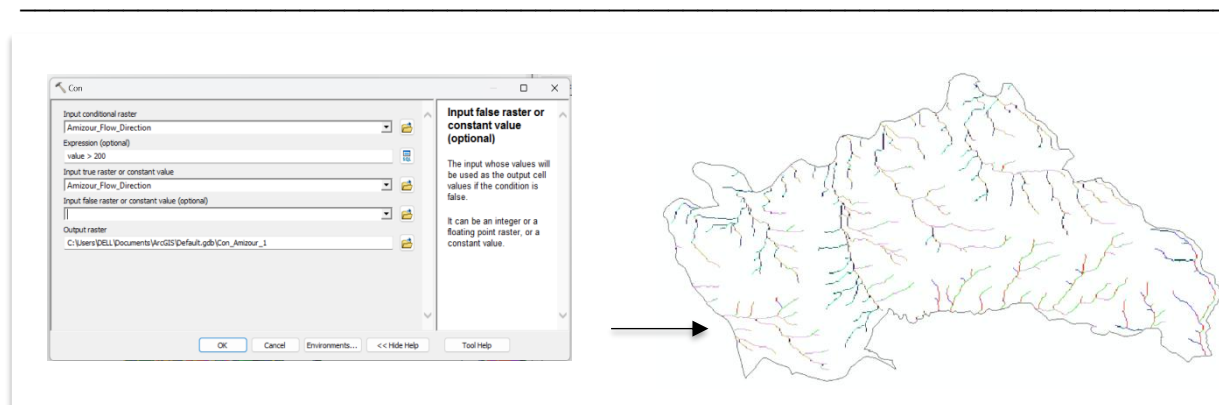 Con
Input conditional raster
Amizour_Flow_Direction
Expression (optional)
value > 200
Input true raster or constant value
Amizour_Flow_Direction
Input false raster or constant value (optional)
Output raster
C:\Users\DELL\Documents\ArcGIS\Default.gdb\Con_Amizour_1
OK
Cancel
Environments...
<< Hide Help
Tool Help
Input false raster or
constant value
(optional)
The input whose values will
be used as the output cell
values if the condition is
false.
It can be an integer or a
floating point raster, or a
constant value.